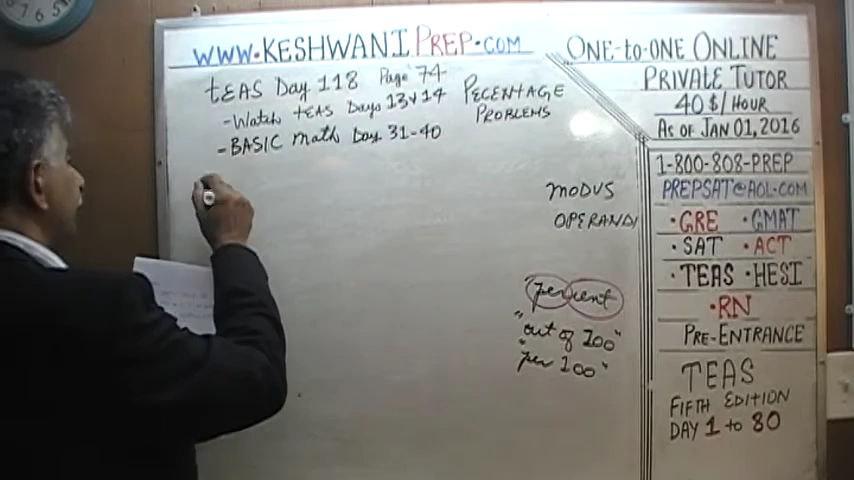 WWW.KESHWANIPREP.COM
TEAS Day 118 Page 74
- Watch TEAS Days 13 & 14
- BASIC math Day 31-40
PECENTAGE
PROBLEMS
MODUS
OPERANDI
"percent"
"out of 100"
"per 100"
ONE-TO-ONE ONLINE
PRIVATE TUTOR
40 $/HOUR
AS OF JAN 01, 2016
1-800-808-PREP
PREPSAT@AOL.COM
• GRE • GMAT
• SAT • ACT
• TEAS • HESI
• RN
PRE-ENTRANCE
TEAS
FIFTH EDITION
DAY 1 to 80